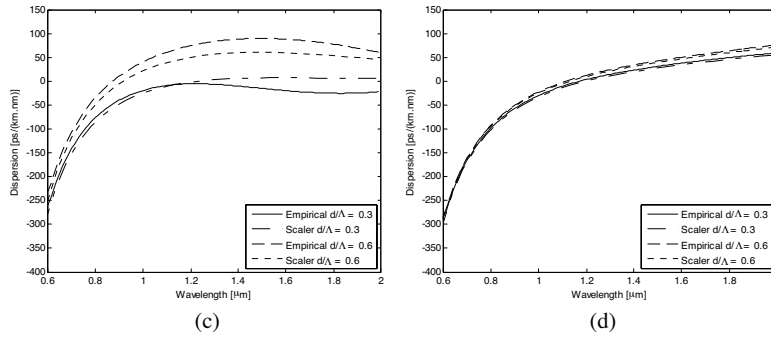 150
100
50
0
-50
-100
-150
-200
-250
-300
-350
-400
Dispersion [ps/(km.nm)]
Empirical d/Λ = 0.3
Scaler d/Λ = 0.3
Empirical d/Λ = 0.6
Scaler d/Λ = 0.6
0.6 0.8 1 1.2 1.4 1.6 1.8 2
Wavelength [µm]
(c)
150
100
50
0
-50
-100
-150
-200
-250
-300
-350
-400
Dispersion [ps/(km.nm)]
Empirical d/Λ = 0.3
Scaler d/Λ = 0.3
Empirical d/Λ = 0.6
Scaler d/Λ = 0.6
0.6 0.8 1 1.2 1.4 1.6 1.8
Wavelength [µm]
(d)